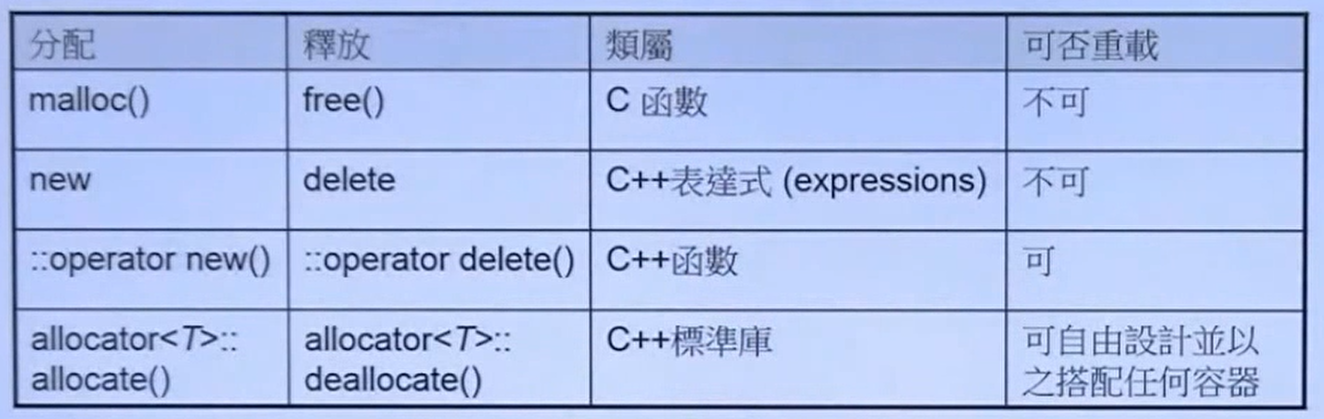 分配 釋放 類屬 可否重載
malloc() free() C 函數 不可
new delete C++表達式 (expressions) 不可
::operator new() ::operator delete() C++函數 可
allocator<T>:: allocator<T>:: C++標準庫 可自由設計並以
allocate() deallocate() 之搭配任何容器